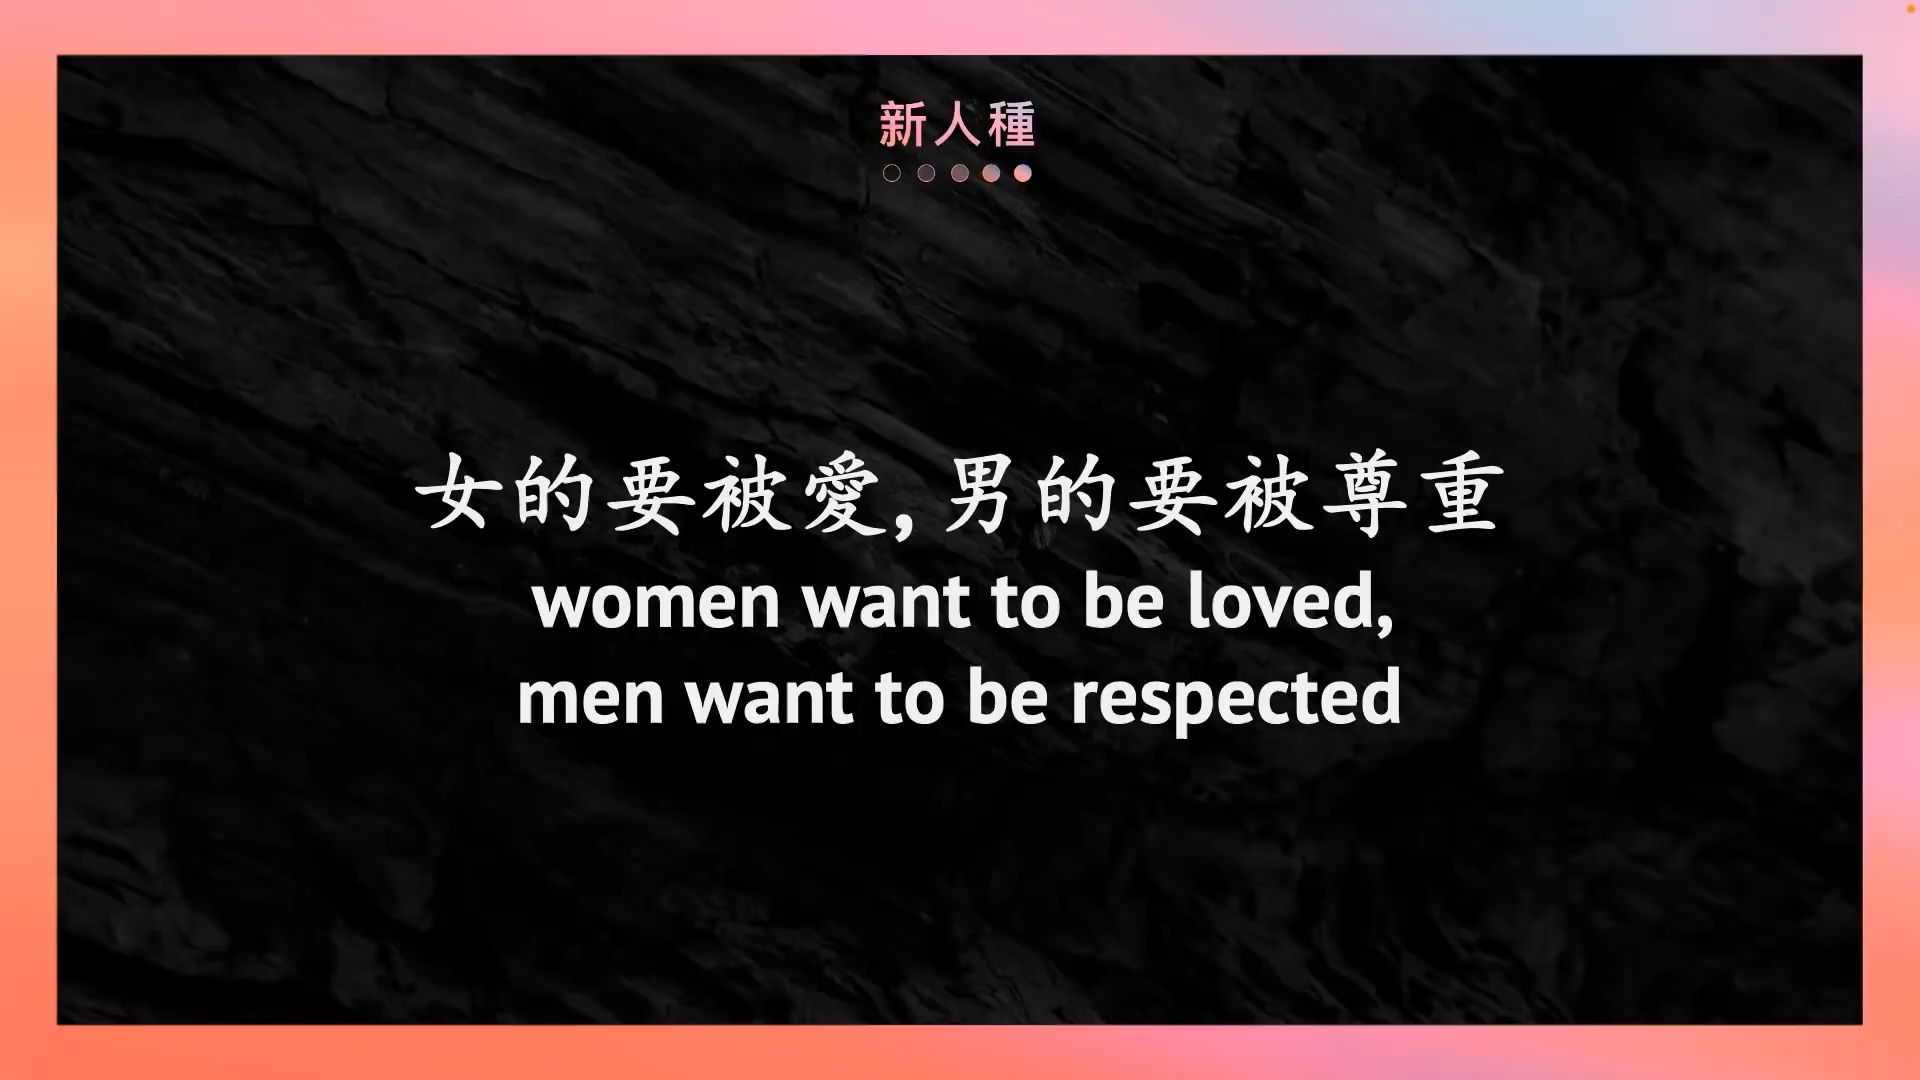 新人種
女的要被愛,男的要被尊重
women want to be loved,
men want to be respected